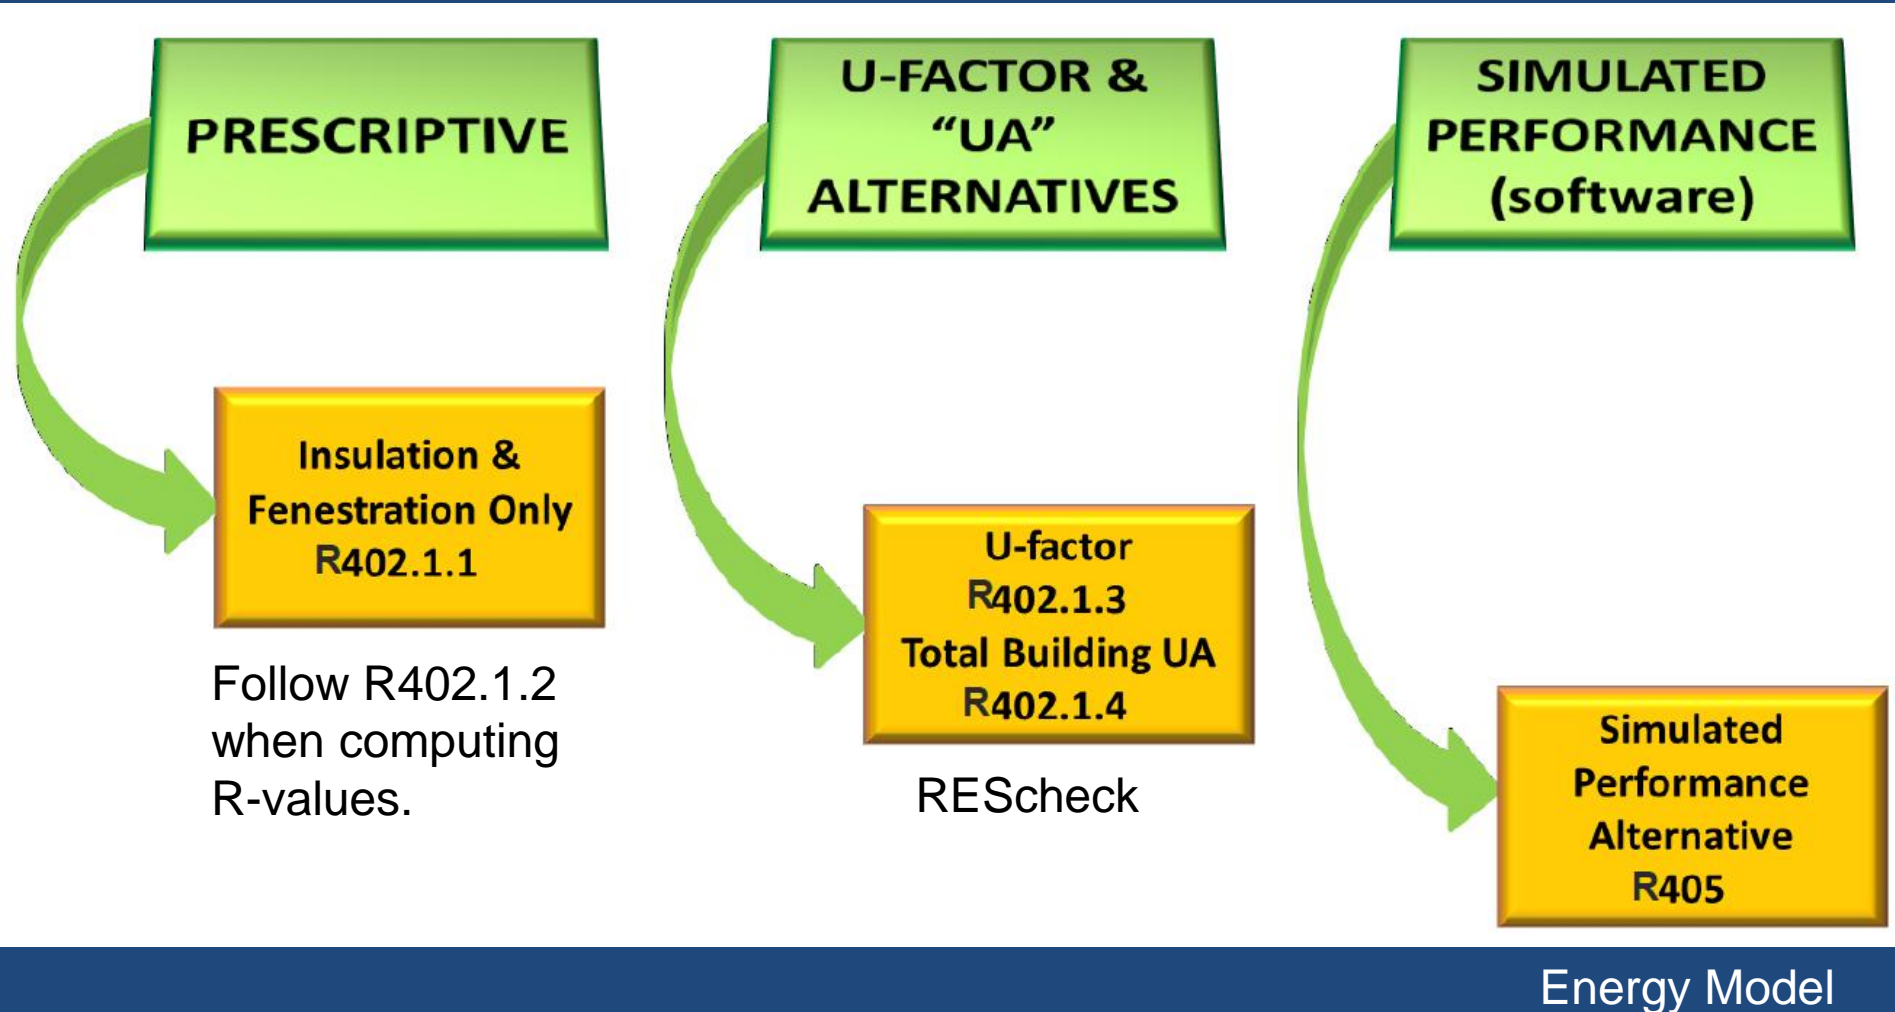 PRESCRIPTIVE
Insulation &
Fenestration Only
R402.1.1
Follow R402.1.2
when computing
R-values.
U-FACTOR &
“UA”
ALTERNATIVES
U-factor
R402.1.3
Total Building UA
R402.1.4
REScheck
SIMULATED
PERFORMANCE
(software)
Simulated
Performance
Alternative
R405
Energy Model